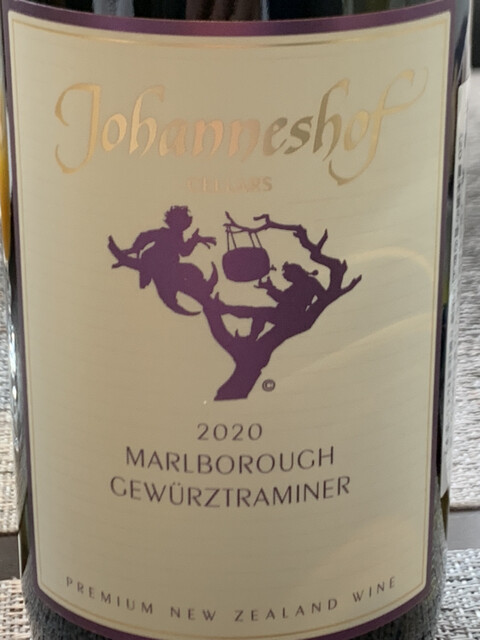 Johanneshof
CELLARS
©
2020
MARLBOROUGH
GEWÜRZTRAMINER
PREMIUM NEW ZEALAND WINE